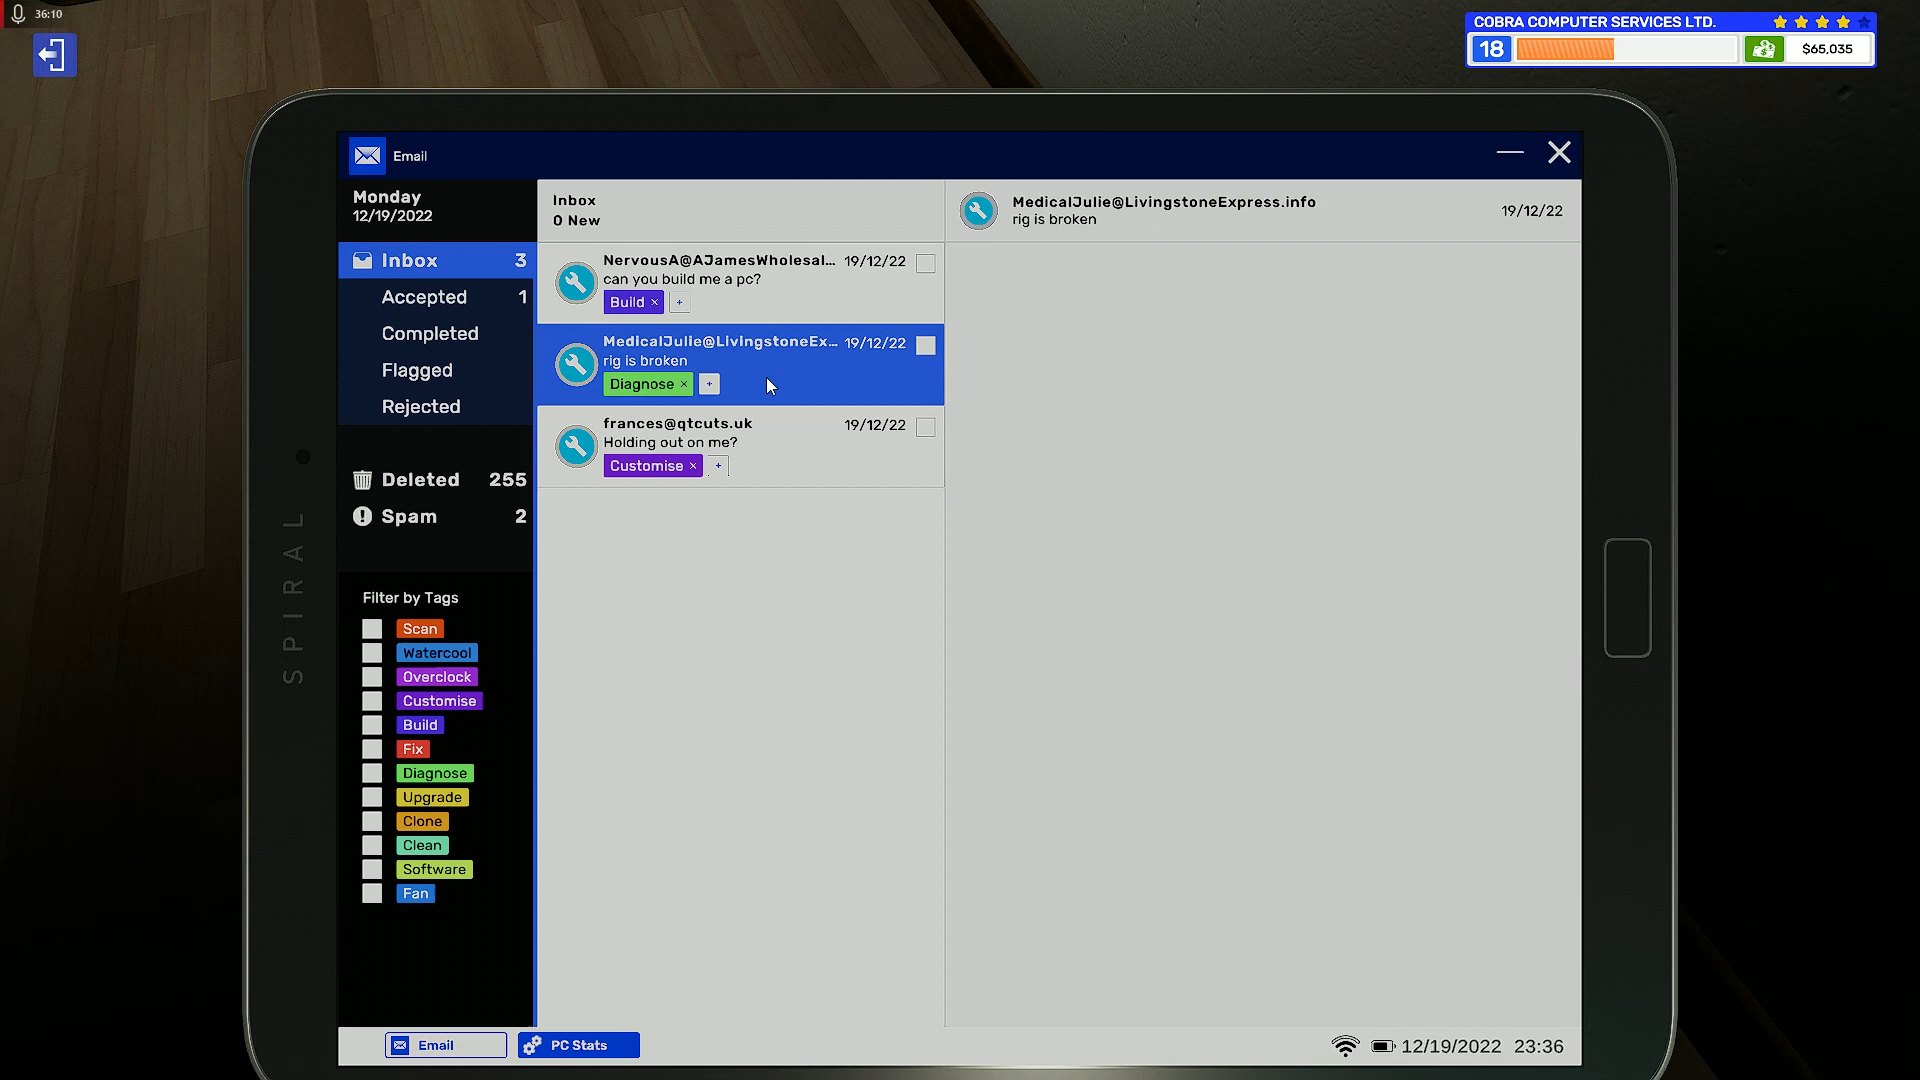 36:10
COBRA COMPUTER SERVICES LTD.
18
$65,035
Email
Monday
12/19/2022
Inbox 3
Accepted 1
Completed
Flagged
Rejected
Deleted 255
Spam 2
Filter by Tags
Scan
Watercool
Overclock
Customise
Build
Fix
Diagnose
Upgrade
Clone
Clean
Software
Fan
Inbox
0 New
NervousA@AJamesWholesal... 19/12/22
can you build me a pc?
Build × +
MedicalJulie@LivingstoneEx... 19/12/22
rig is broken
Diagnose × +
frances@qtcuts.uk 19/12/22
Holding out on me?
Customise × +
MedicalJulie@LivingstoneExpress.info 19/12/22
rig is broken
SPIRAL
Email
PC Stats
12/19/2022 23:36